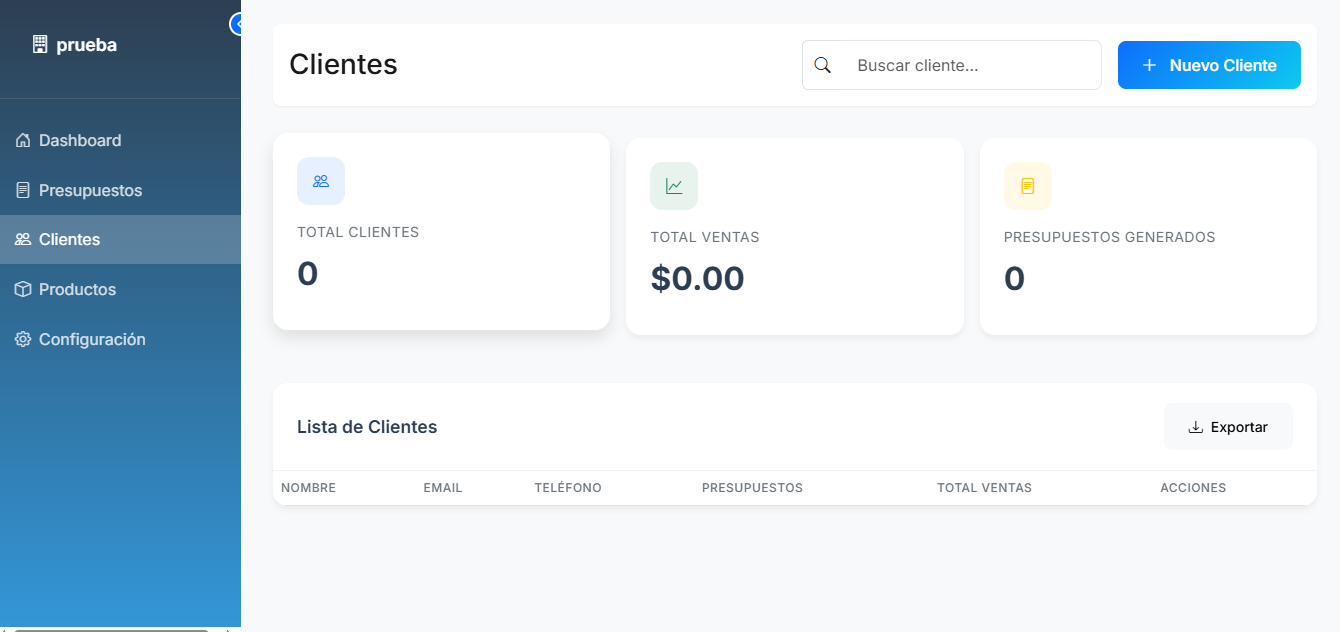 prueba
Dashboard
Presupuestos
Clientes
Productos
Configuración
Clientes
Buscar cliente...
Nuevo Cliente
TOTAL CLIENTES
0
TOTAL VENTAS
$0.00
PRESUPUESTOS GENERADOS
0
Lista de Clientes
Exportar
NOMBRE EMAIL TELÉFONO PRESUPUESTOS TOTAL VENTAS ACCIONES